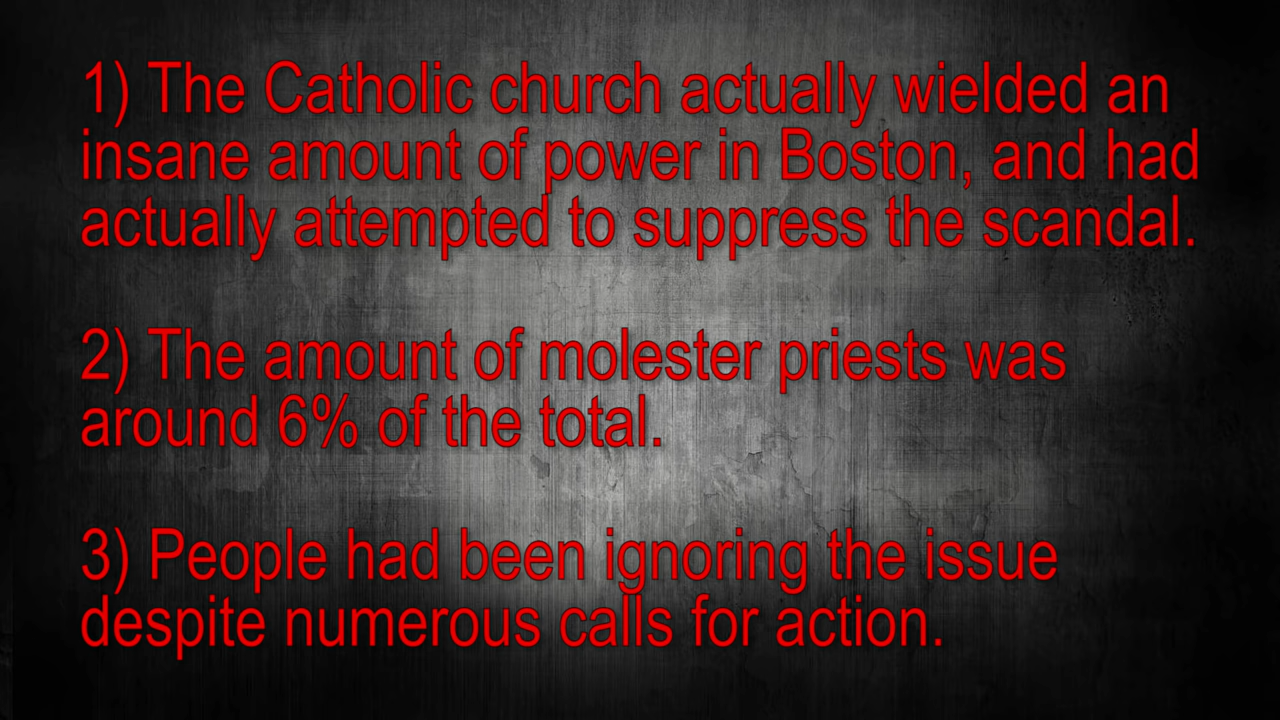 1) The Catholic church actually wielded an
insane amount of power in Boston, and had
actually attempted to suppress the scandal.
2) The amount of molester priests was
around 6% of the total.
3) People had been ignoring the issue
despite numerous calls for action.